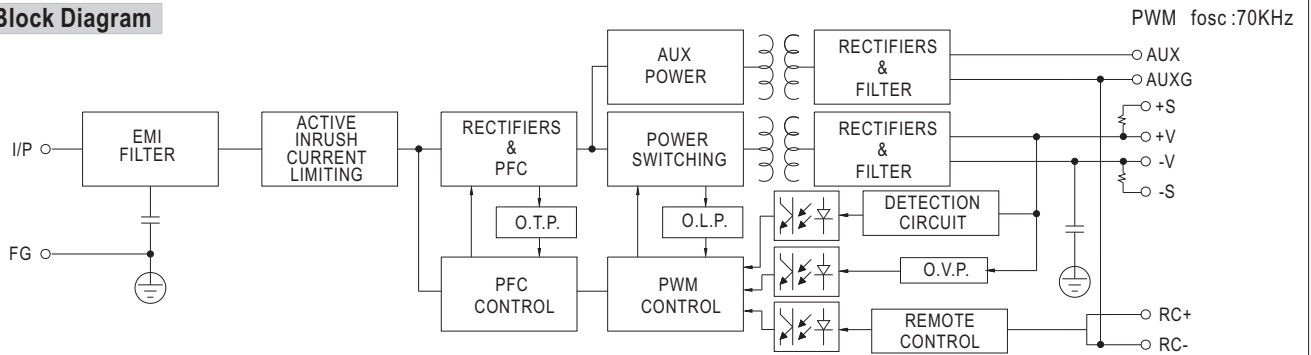 Block Diagram
PWM fosc :70KHz
AUX
POWER
RECTIFIERS
&
FILTER
AUX
AUXG
+S
I/P
EMI
FILTER
ACTIVE
INRUSH
CURRENT
LIMITING
RECTIFIERS
&
PFC
POWER
SWITCHING
RECTIFIERS
&
FILTER
+V
-V
-S
O.T.P.
O.L.P.
DETECTION
CIRCUIT
FG
PFC
CONTROL
PWM
CONTROL
O.V.P.
REMOTE
CONTROL
RC+
RC-